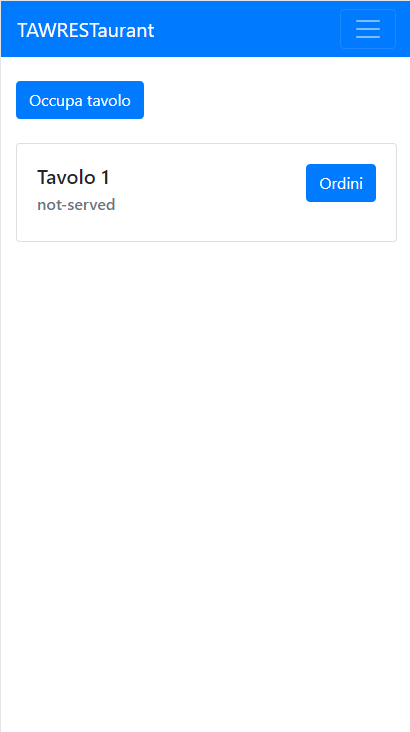 TAWRESTaurant
Occupa tavolo
Tavolo 1
Ordini
not-served